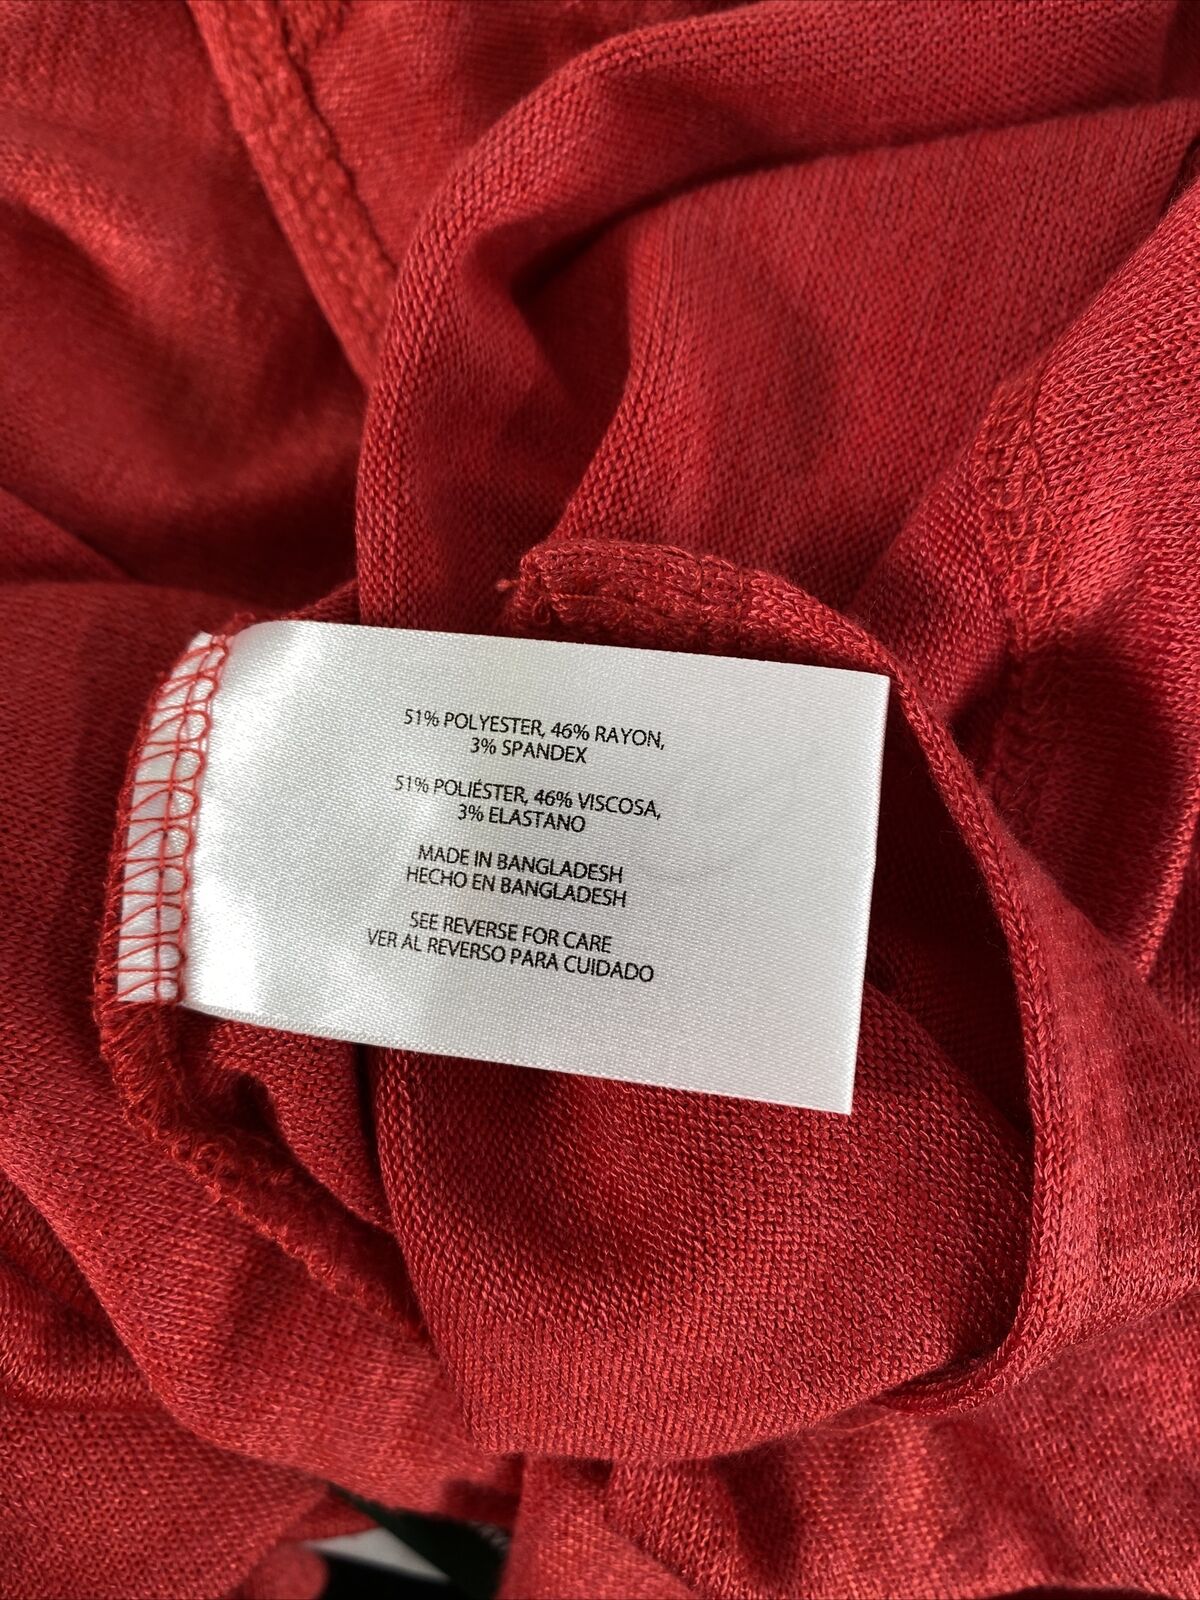 51% POLYESTER, 46% RAYON,
3% SPANDEX
51% POLIÉSTER, 46% VISCOSA,
3% ELASTANO
MADE IN BANGLADESH
HECHO EN BANGLADESH
SEE REVERSE FOR CARE
VER AL REVERSO PARA CUIDADO